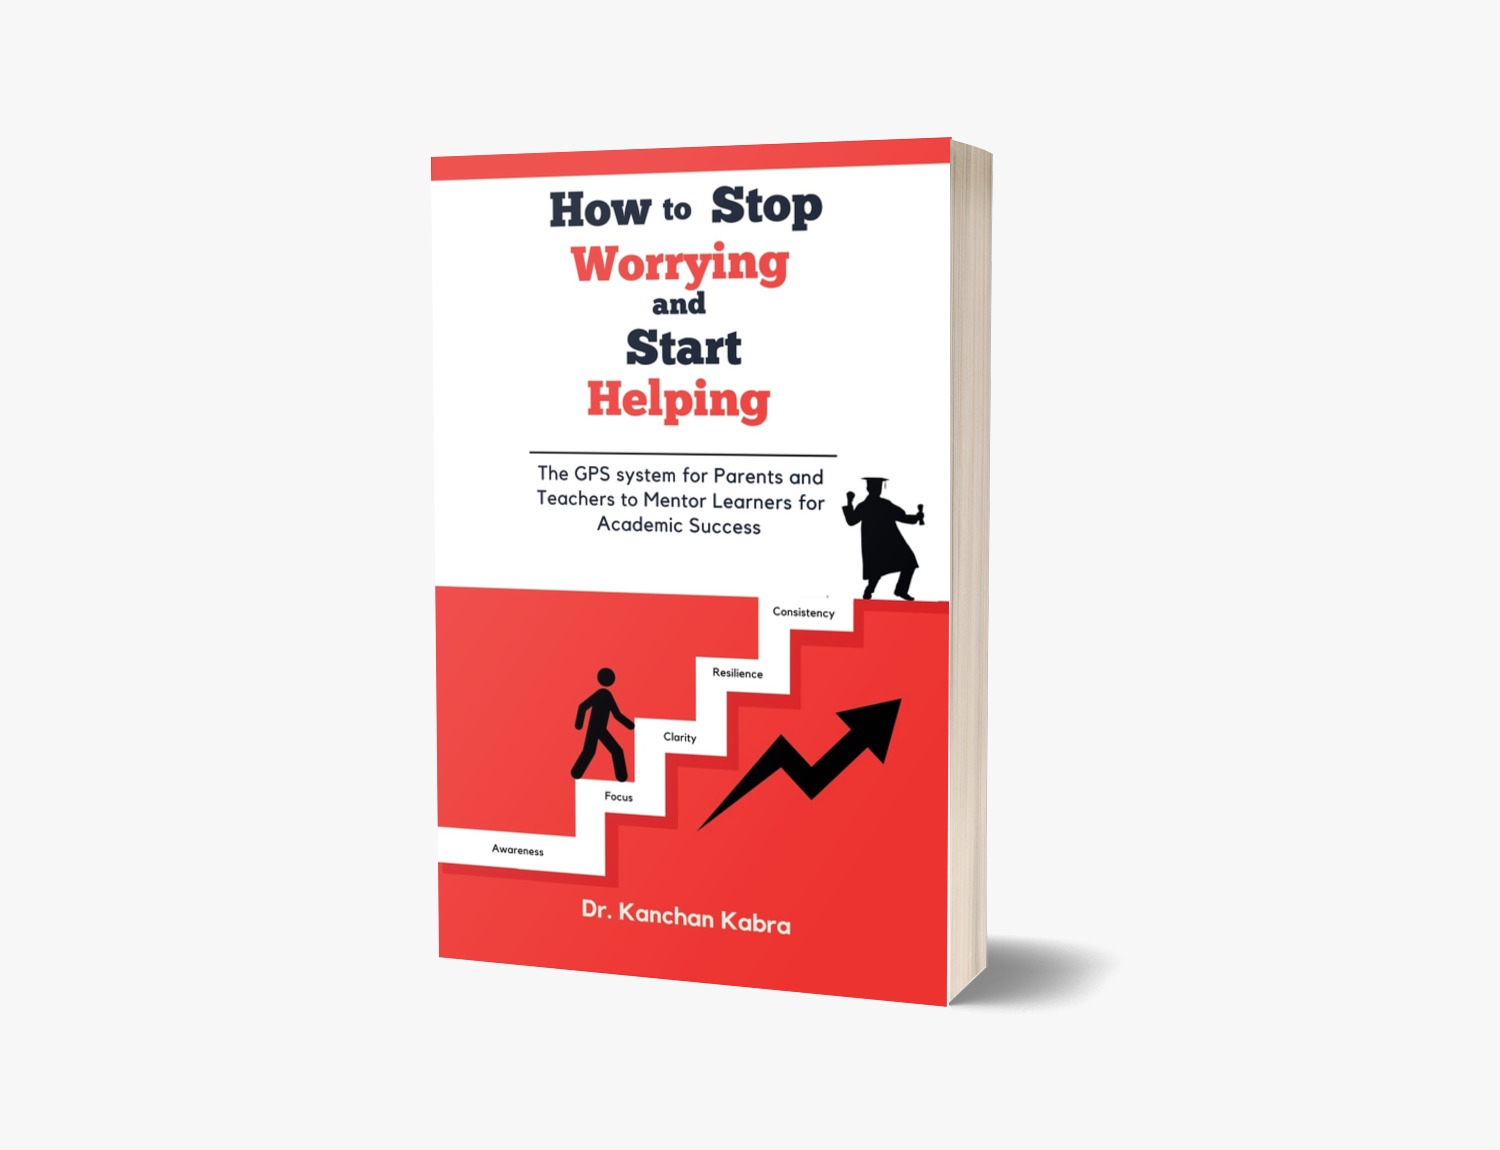 How to Stop
Worrying
and
Start
Helping
The GPS system for Parents and
Teachers to Mentor Learners for
Academic Success
Consistency
Resilience
Clarity
Focus
Awareness
Dr. Kanchan Kabra